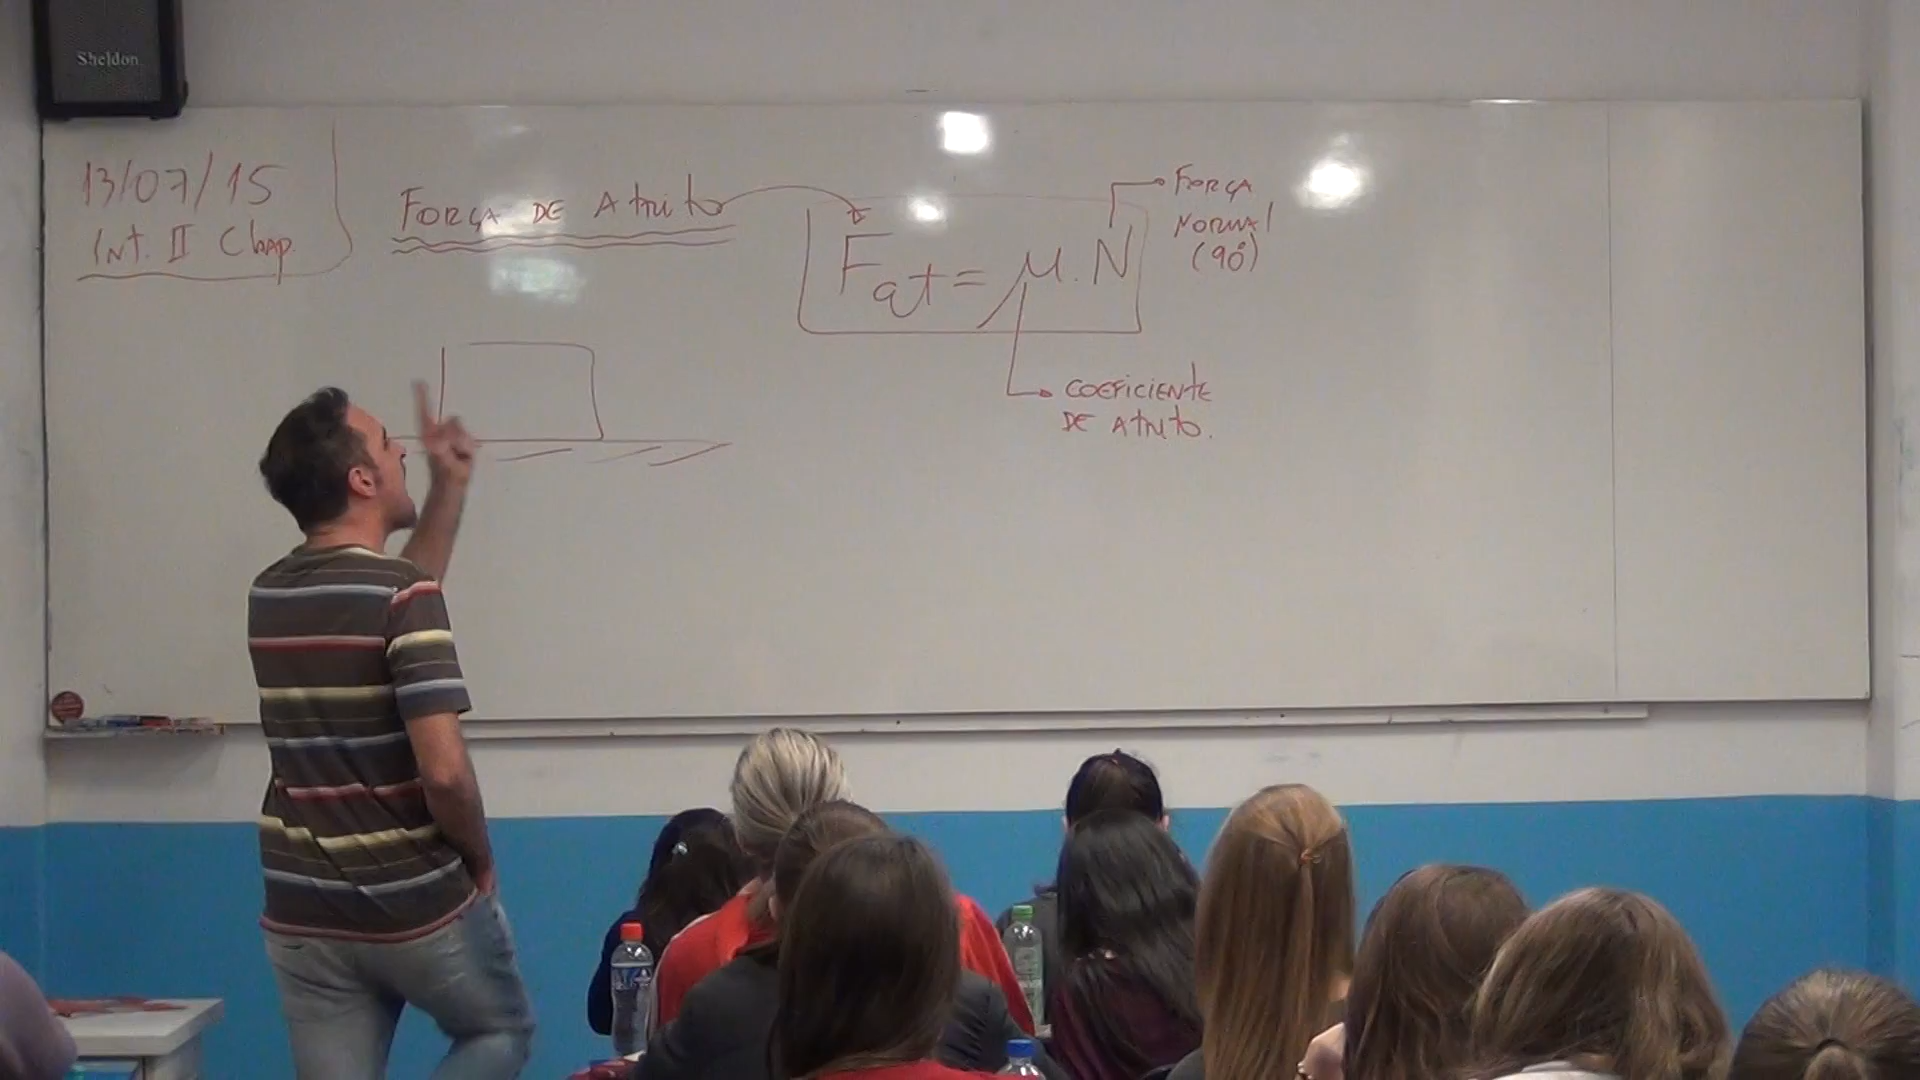 Sheldon
13/07/15
Int. II Chap.
FORÇA DE Atrito
Fat = μ.N
FORÇA
NORMAL
(90°)
COEFICIENTE
DE Atrito.